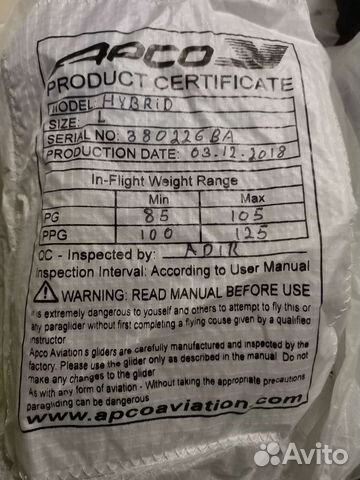 APCO
PRODUCT CERTIFICATE
MODEL: HYBRID
SIZE: L
SERIAL NO: 380226BA
PRODUCTION DATE: 03.12.2018
In-Flight Weight Range
Min Max
PG 85 105
PPG 100 125
QC - Inspected by: ADIR
Inspection Interval: According to User Manual
WARNING: READ MANUAL BEFORE USE
It is extremely dangerous to youself and others to attempt to fly this or
any paraglider without first completing a flying couse given by a qualified
instructor
Apco Aviation's gliders are carefully manufactured and inspected by the
factory. Please use the glider only as described in the manual. Do not
make any changes to the glider
As with any form of aviation - Without taking the appropriate precautions
paragliding can be dangerous
www.apcoaviation.com
Avito